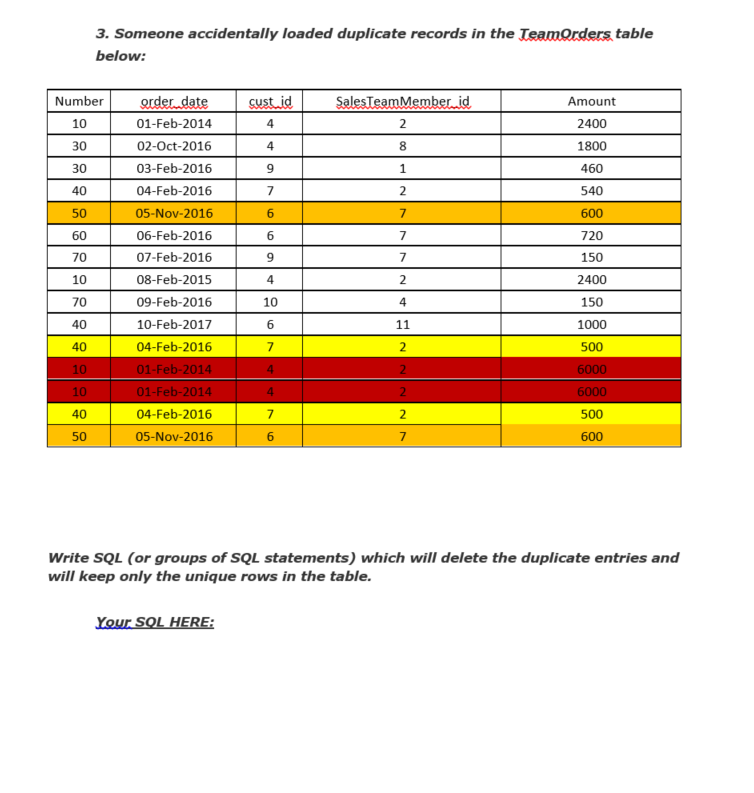 3. Someone accidentally loaded duplicate records in the TeamOrders table
below:
Number order_date cust_id SalesTeamMember_id Amount
10 01-Feb-2014 4 2 2400
30 02-Oct-2016 4 8 1800
30 03-Feb-2016 9 1 460
40 04-Feb-2016 7 2 540
50 05-Nov-2016 6 7 600
60 06-Feb-2016 6 7 720
70 07-Feb-2016 9 7 150
10 08-Feb-2015 4 2 2400
70 09-Feb-2016 10 4 150
40 10-Feb-2017 6 11 1000
40 04-Feb-2016 7 2 500
10 01-Feb-2014 4 2 6000
10 01-Feb-2014 4 2 6000
40 04-Feb-2016 7 2 500
50 05-Nov-2016 6 7 600
Write SQL (or groups of SQL statements) which will delete the duplicate entries and
will keep only the unique rows in the table.
Your SQL HERE: